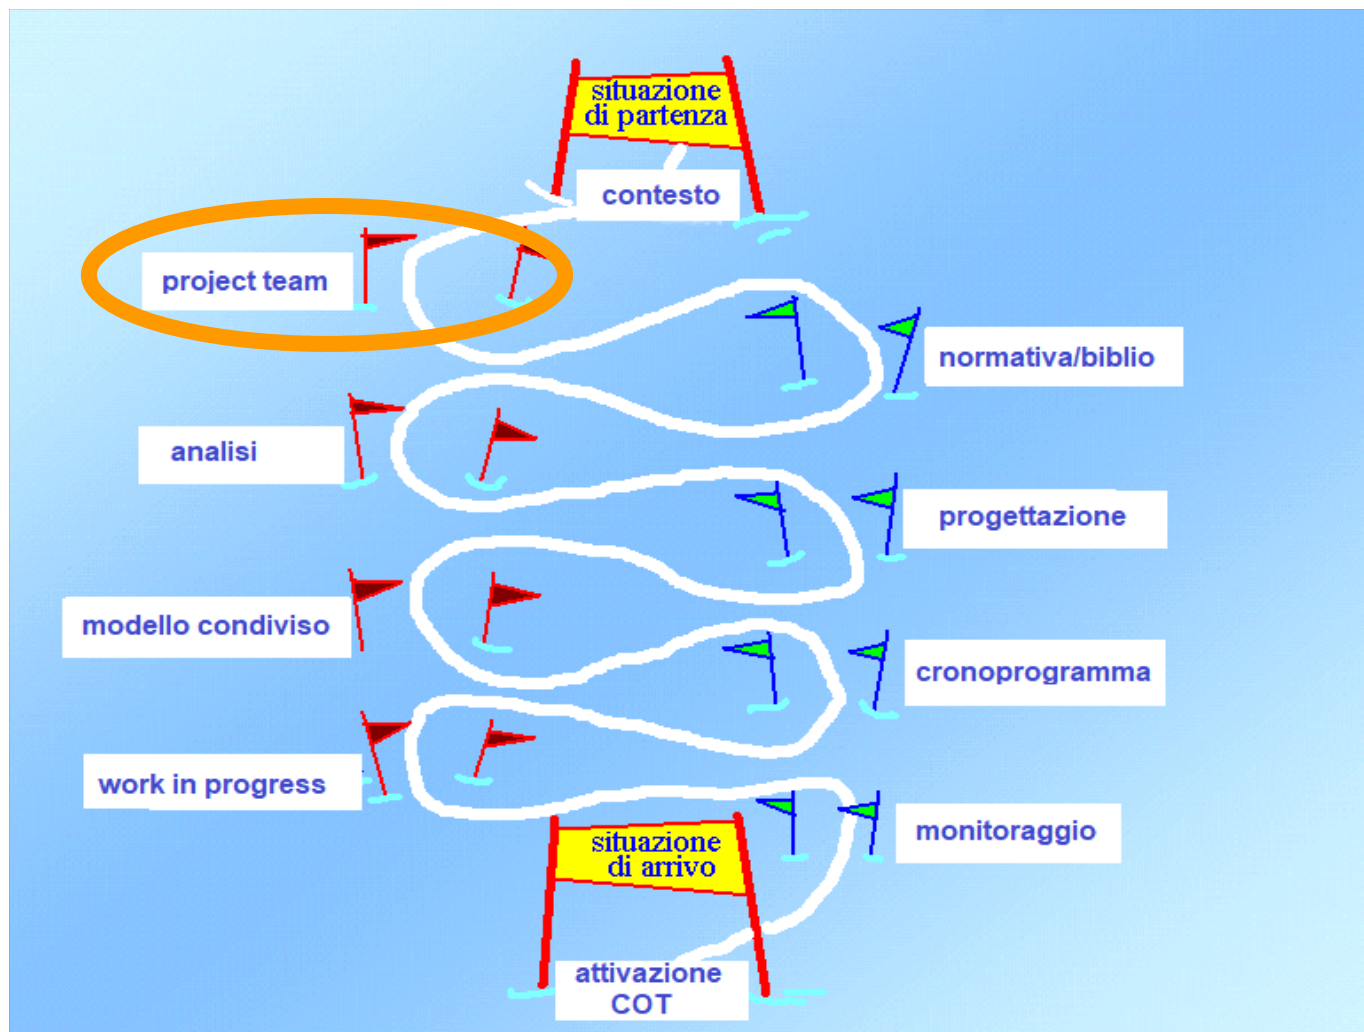 situazione
di partenza
contesto
project team
normativa/biblio
analisi
progettazione
modello condiviso
cronoprogramma
work in progress
monitoraggio
situazione
di arrivo
attivazione
COT